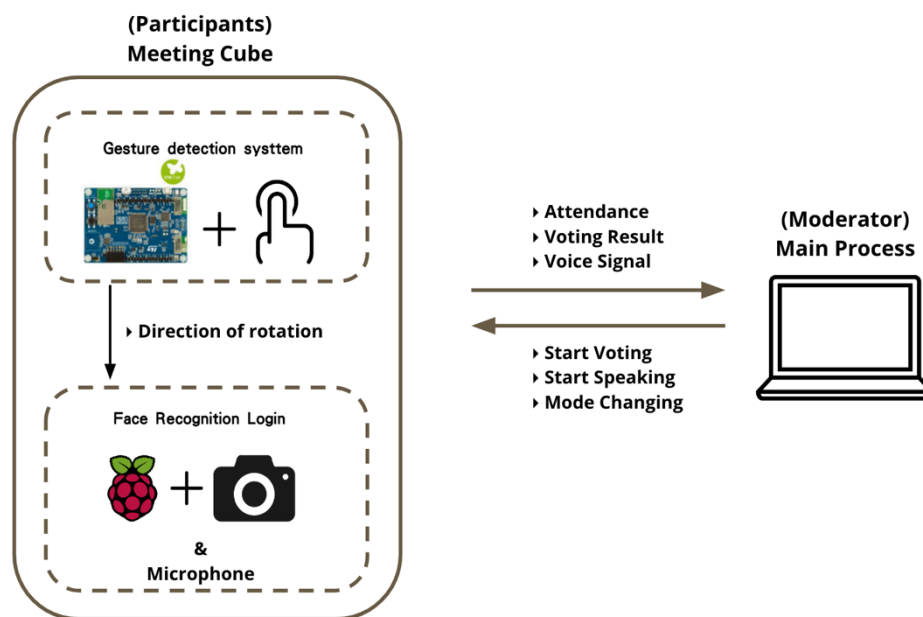 (Participants)
Meeting Cube
Gesture detection systtem
▸ Direction of rotation
Face Recognition Login
&
Microphone
▸ Attendance
▸ Voting Result
▸ Voice Signal
▸ Start Voting
▸ Start Speaking
▸ Mode Changing
(Moderator)
Main Process